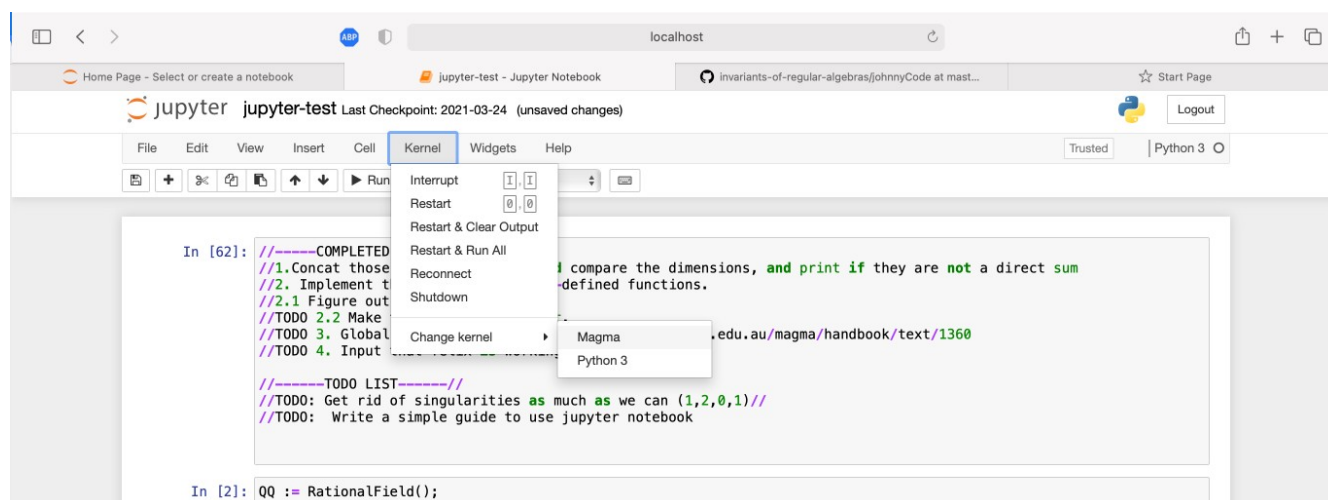 ABP
localhost
Home Page - Select or create a notebook
jupyter-test - Jupyter Notebook
invariants-of-regular-algebras/johnnyCode at mast...
Start Page
jupyter jupyter-test Last Checkpoint: 2021-03-24 (unsaved changes)
Logout
File Edit View Insert Cell Kernel Widgets Help
Trusted
Python 3
Run
Interrupt I,I
Restart 0,0
Restart & Clear Output
Restart & Run All
Reconnect
Shutdown
Change kernel
Magma
Python 3
In [62]: //-----COMPLETED
//1.Concat those compare the dimensions, and print if they are not a direct sum
//2. Implement -defined functions.
//2.1 Figure out
//TODO 2.2 Make
//TODO 3. Global .edu.au/magma/handbook/text/1360
//TODO 4. Input
//------TODO LIST------//
//TODO: Get rid of singularities as much as we can (1,2,0,1)//
//TODO: Write a simple guide to use jupyter notebook
In [2]: QQ := RationalField();